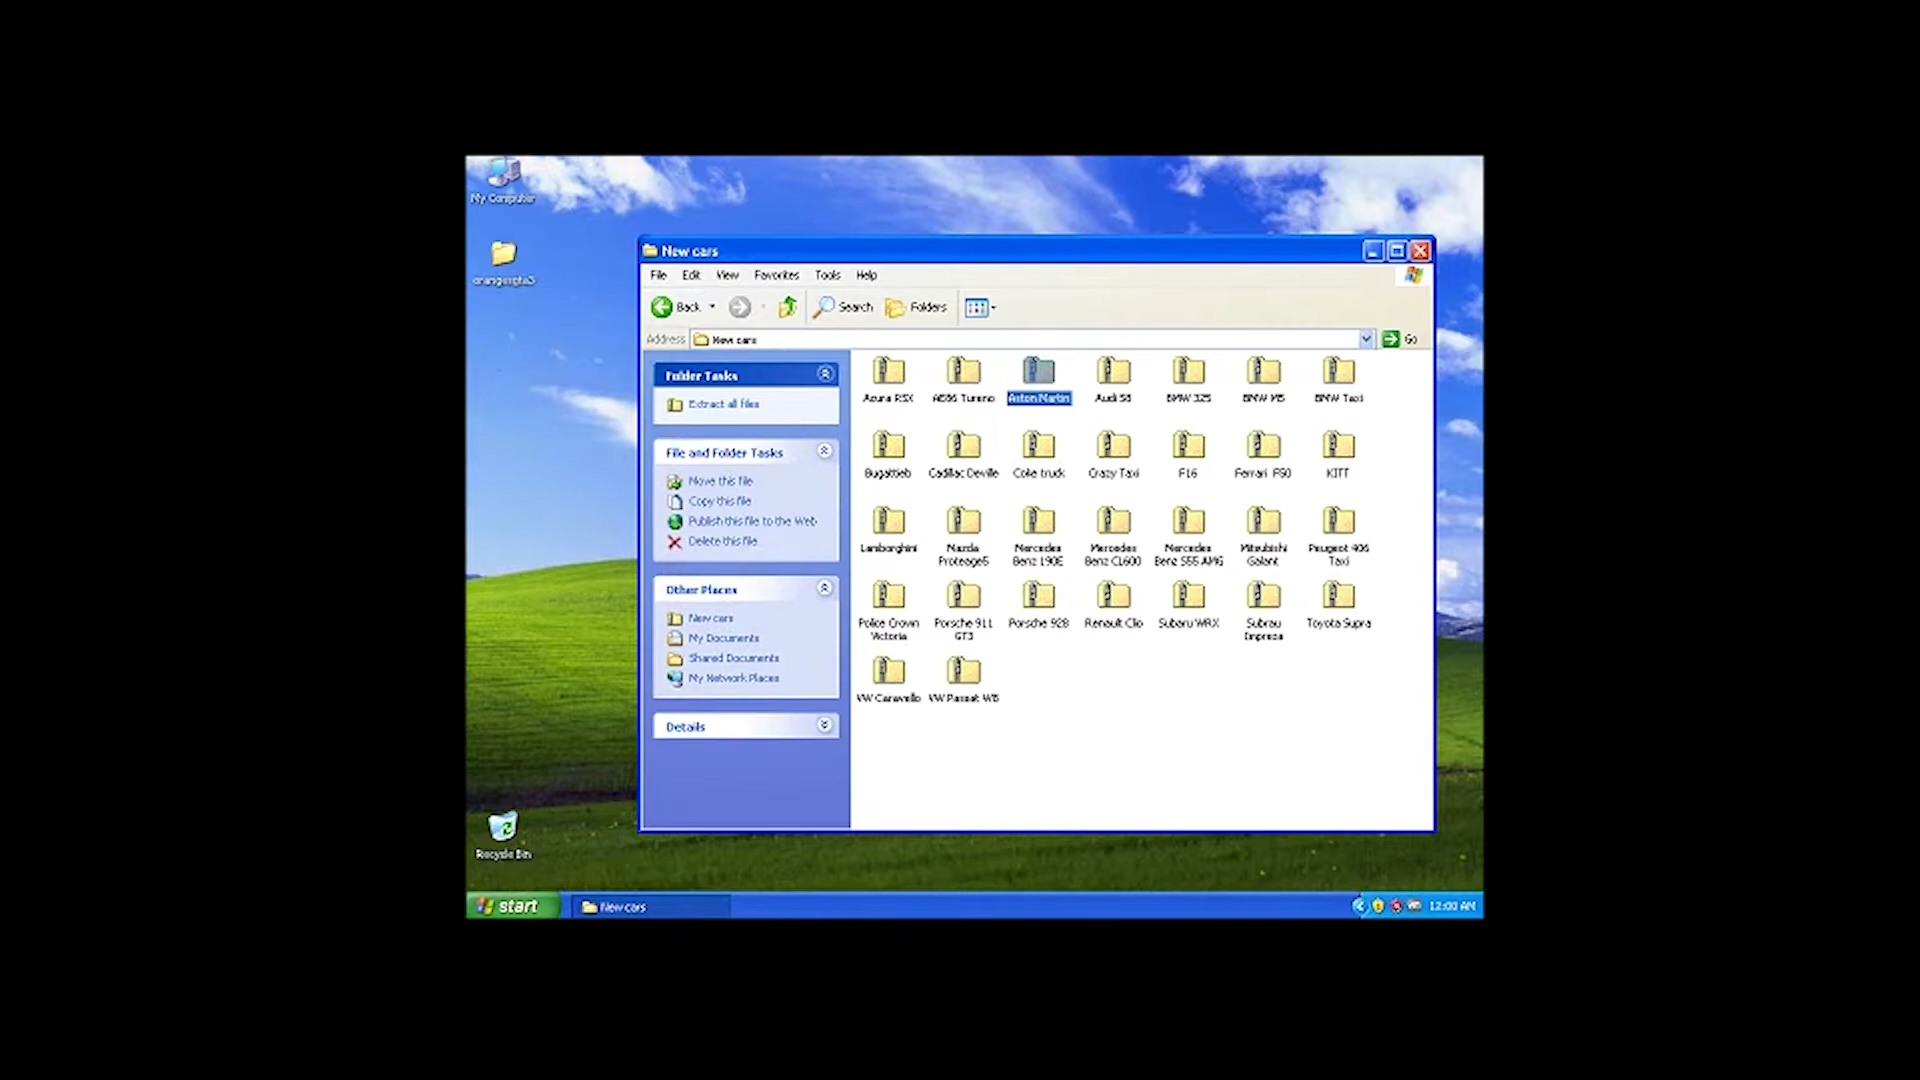 My Computer
orangesgta3
New cars
File Edit View Favorites Tools Help
Back Search Folders
Address New cars Go
Folder Tasks
Extract all files
File and Folder Tasks
Move this file
Copy this file
Publish this file to the Web
Delete this file
Other Places
New cars
My Documents
Shared Documents
My Network Places
Details
Acura RSX AE86 Tureno Aston Martin Audi S8 BMW 325 BMW M5 BMW Taxi
Bugattieb Cadillac Deville Coke truck Crazy Taxi F16 Ferrari F50 KITT
Lamborghini Mazda Mercedes Mercedes Mercedes Mitsubishi Peugeot 406
Protege5 Benz 190E Benz CL600 Benz S55 AMG Galant Taxi
Police Crown Porsche 911 Porsche 928 Renault Clio Subaru WRX Subrau Toyota Supra
Victoria GT3 Impreza
VW Caravello VW Passat W8
Recycle Bin
start New cars 12:00 AM